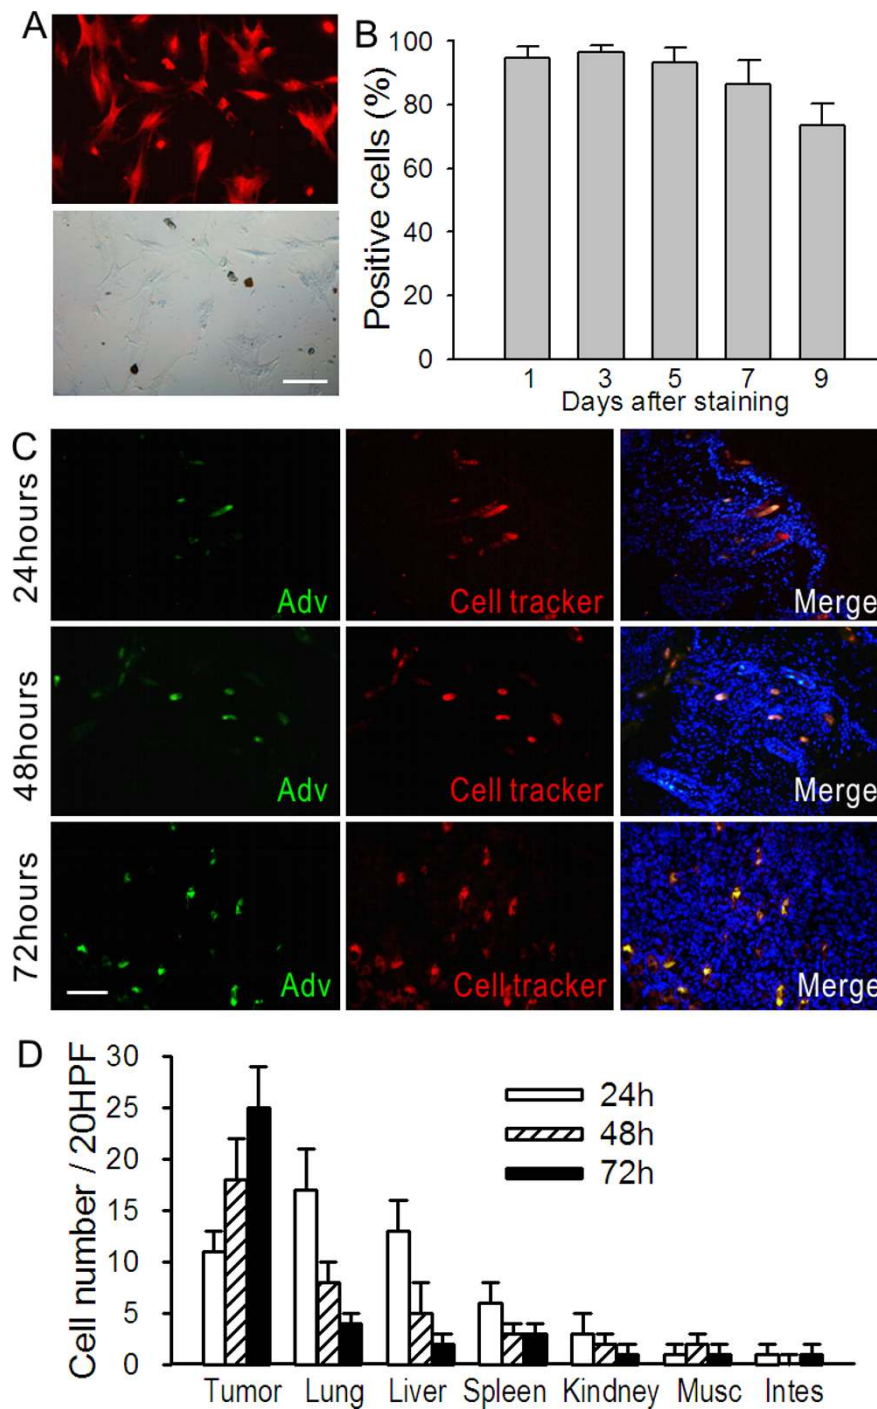 A
B
Positive cells (%)
100
80
60
40
20
0
1 3 5 7 9
Days after staining
C
24hours
Adv
Cell tracker
Merge
48hours
Adv
Cell tracker
Merge
72hours
Adv
Cell tracker
Merge
D
Cell number / 20HPF
30
25
20
15
10
5
0
24h
48h
72h
Tumor Lung Liver Spleen Kindney Musc Intes